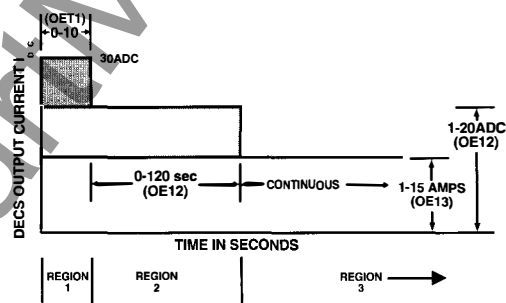 (OET1)
0-10
30ADC
DECS OUTPUT CURRENT I
D C
1-20ADC
(OE12)
0-120 sec
(OE12)
CONTINUOUS
1-15 AMPS
(OE13)
TIME IN SECONDS
REGION
1
REGION
2
REGION
3